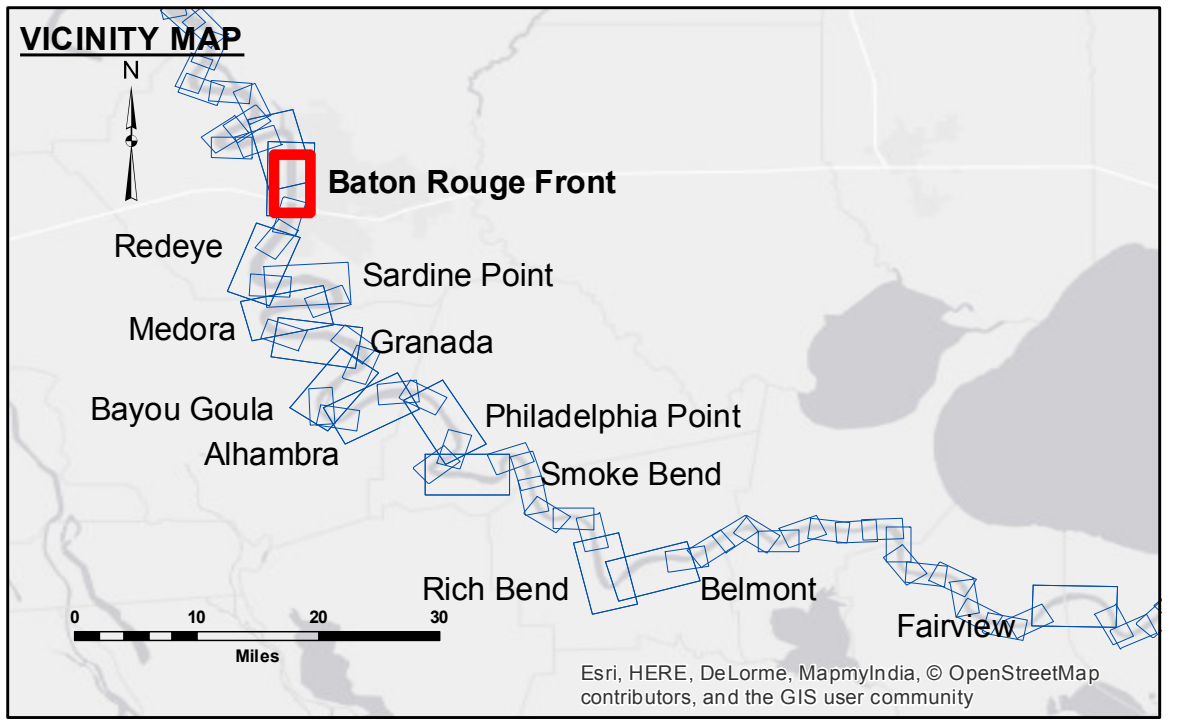 VICINITY MAP
N
Baton Rouge Front
Redeye
Sardine Point
Medora
Granada
Bayou Goula
Philadelphia Point
Alhambra
Smoke Bend
Rich Bend
Belmont
Fairview
0 10 20 30
Miles
Esri, HERE, DeLorme, MapmyIndia, © OpenStreetMap
contributors, and the GIS user community